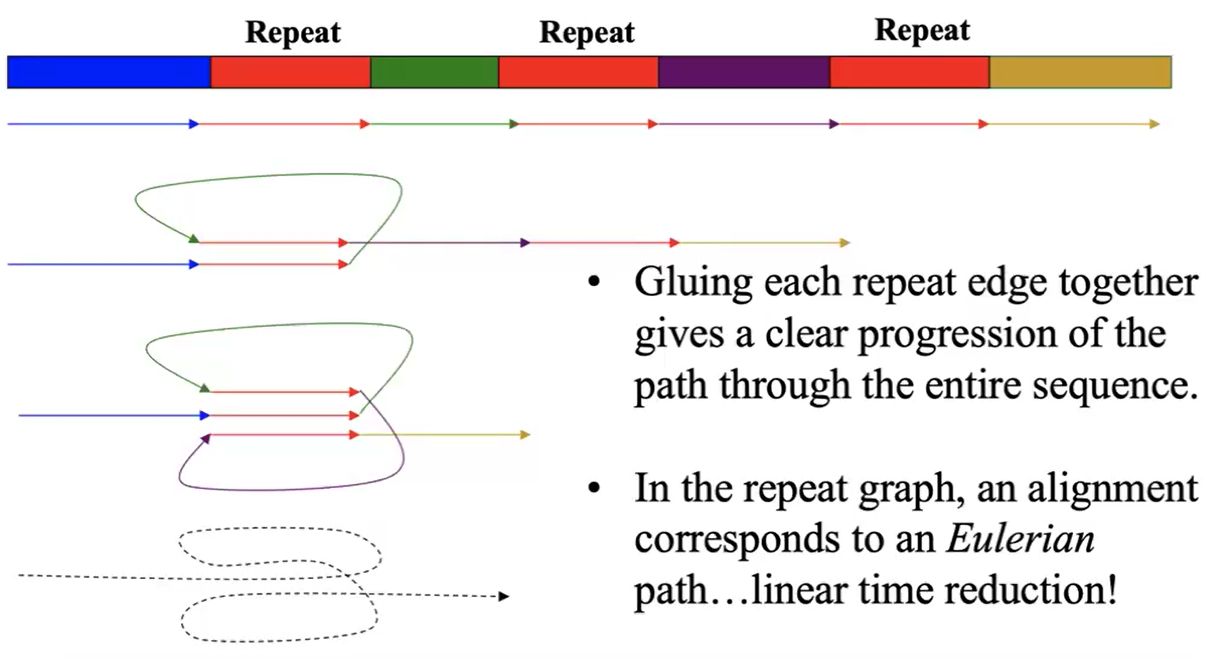 Repeat Repeat Repeat
• Gluing each repeat edge together
gives a clear progression of the
path through the entire sequence.
• In the repeat graph, an alignment
corresponds to an Eulerian
path…linear time reduction!